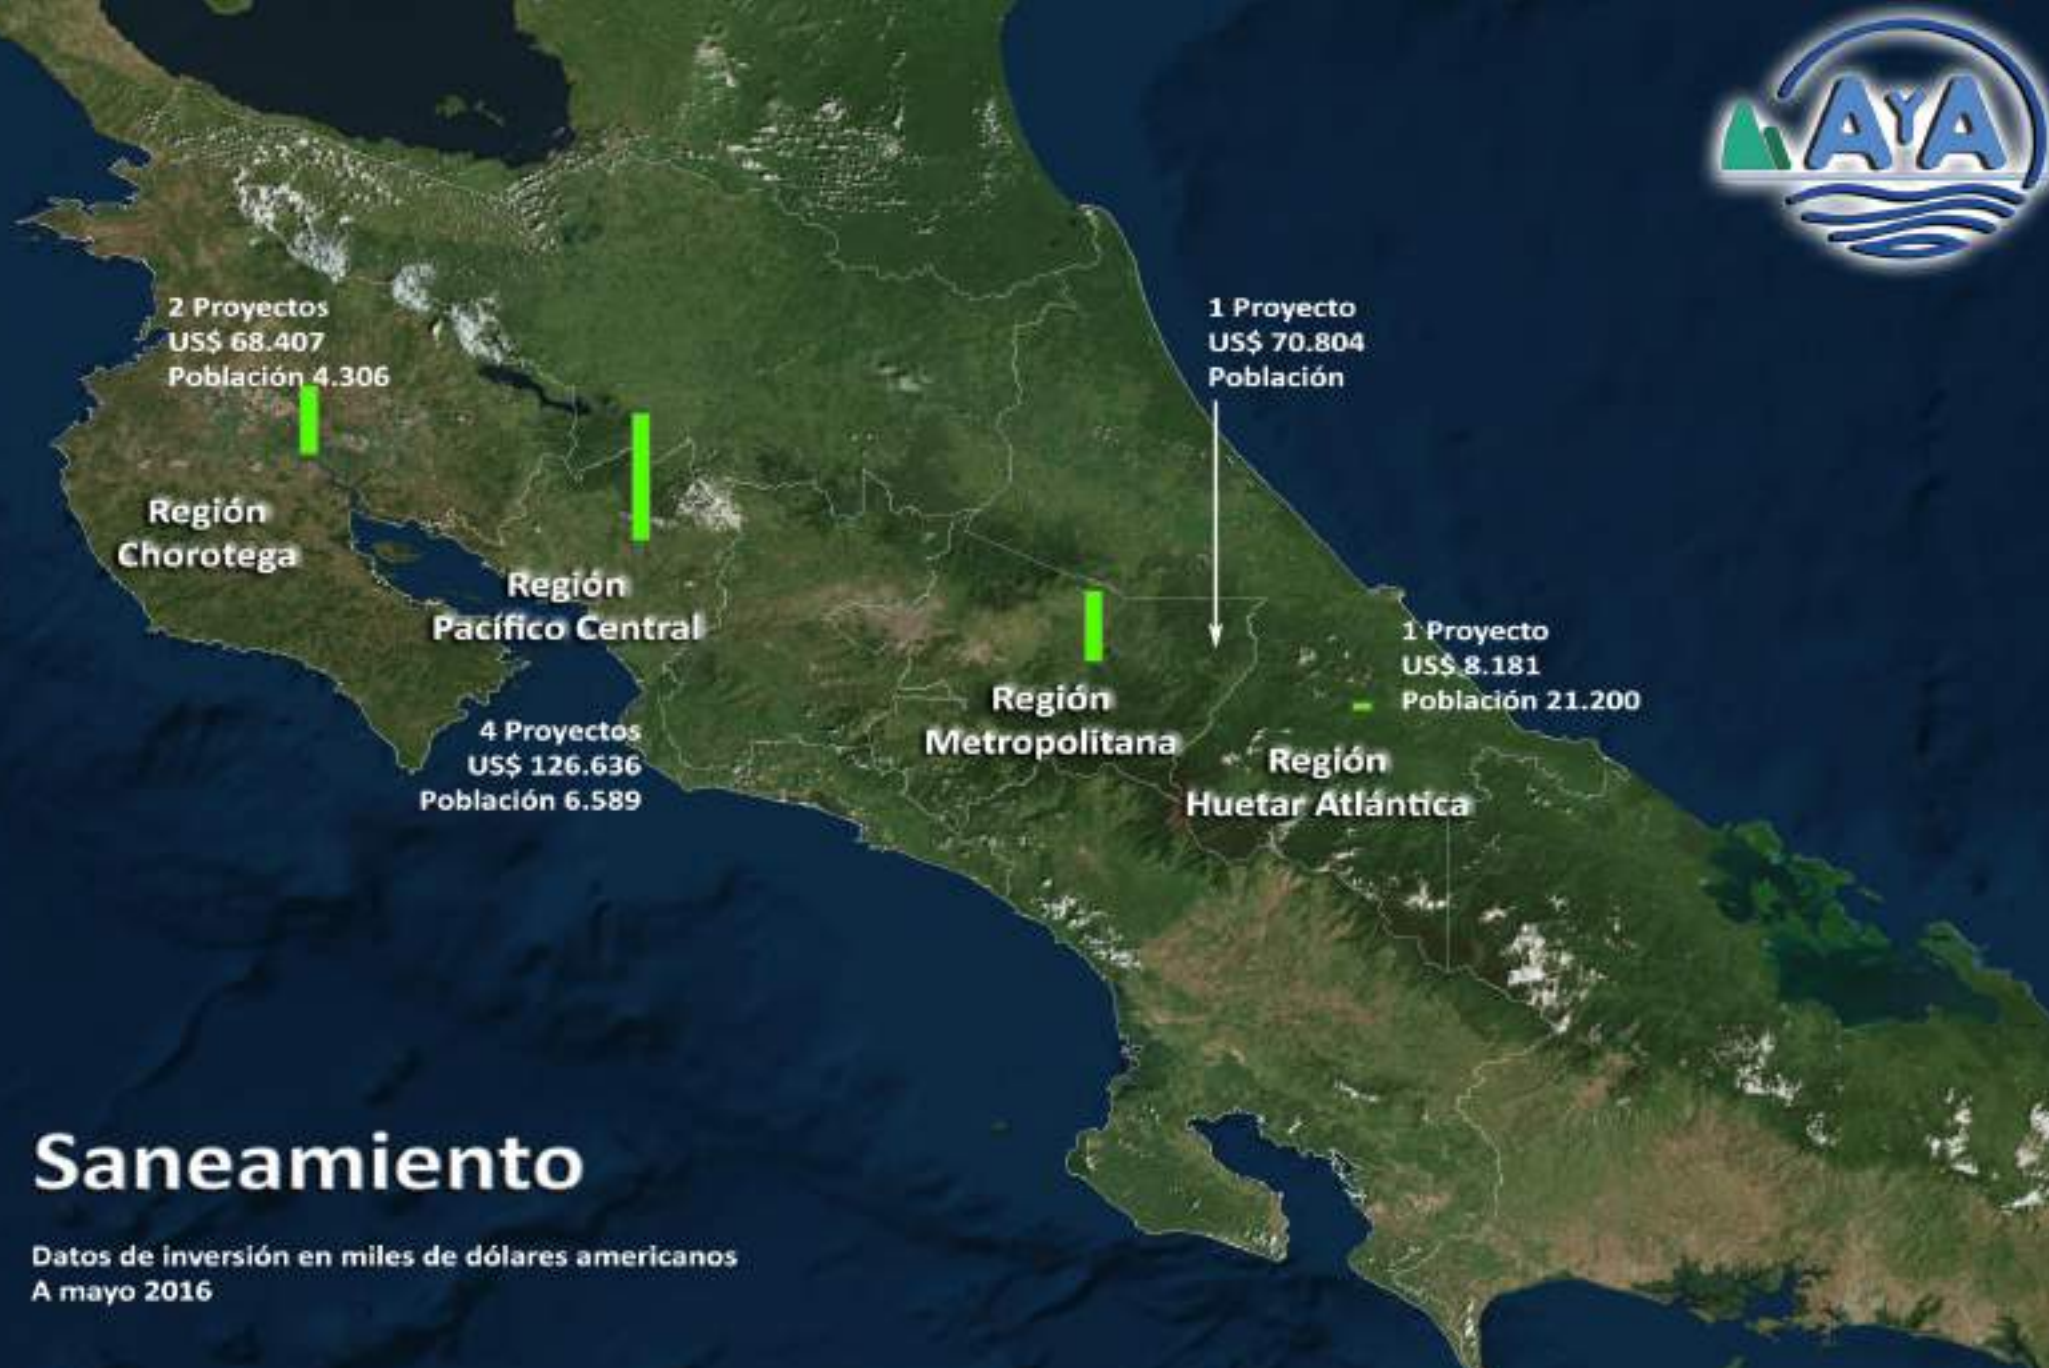 AYA
2 Proyectos
US$ 68.407
Población 4.306
1 Proyecto
US$ 70.804
Población
Región
Chorotega
Región
Pacífico Central
4 Proyectos
US$ 126.636
Población 6.589
Región
Metropolitana
1 Proyecto
US$ 8.181
Población 21.200
Región
Huetar Atlántica
Saneamiento
Datos de inversión en miles de dólares americanos
A mayo 2016